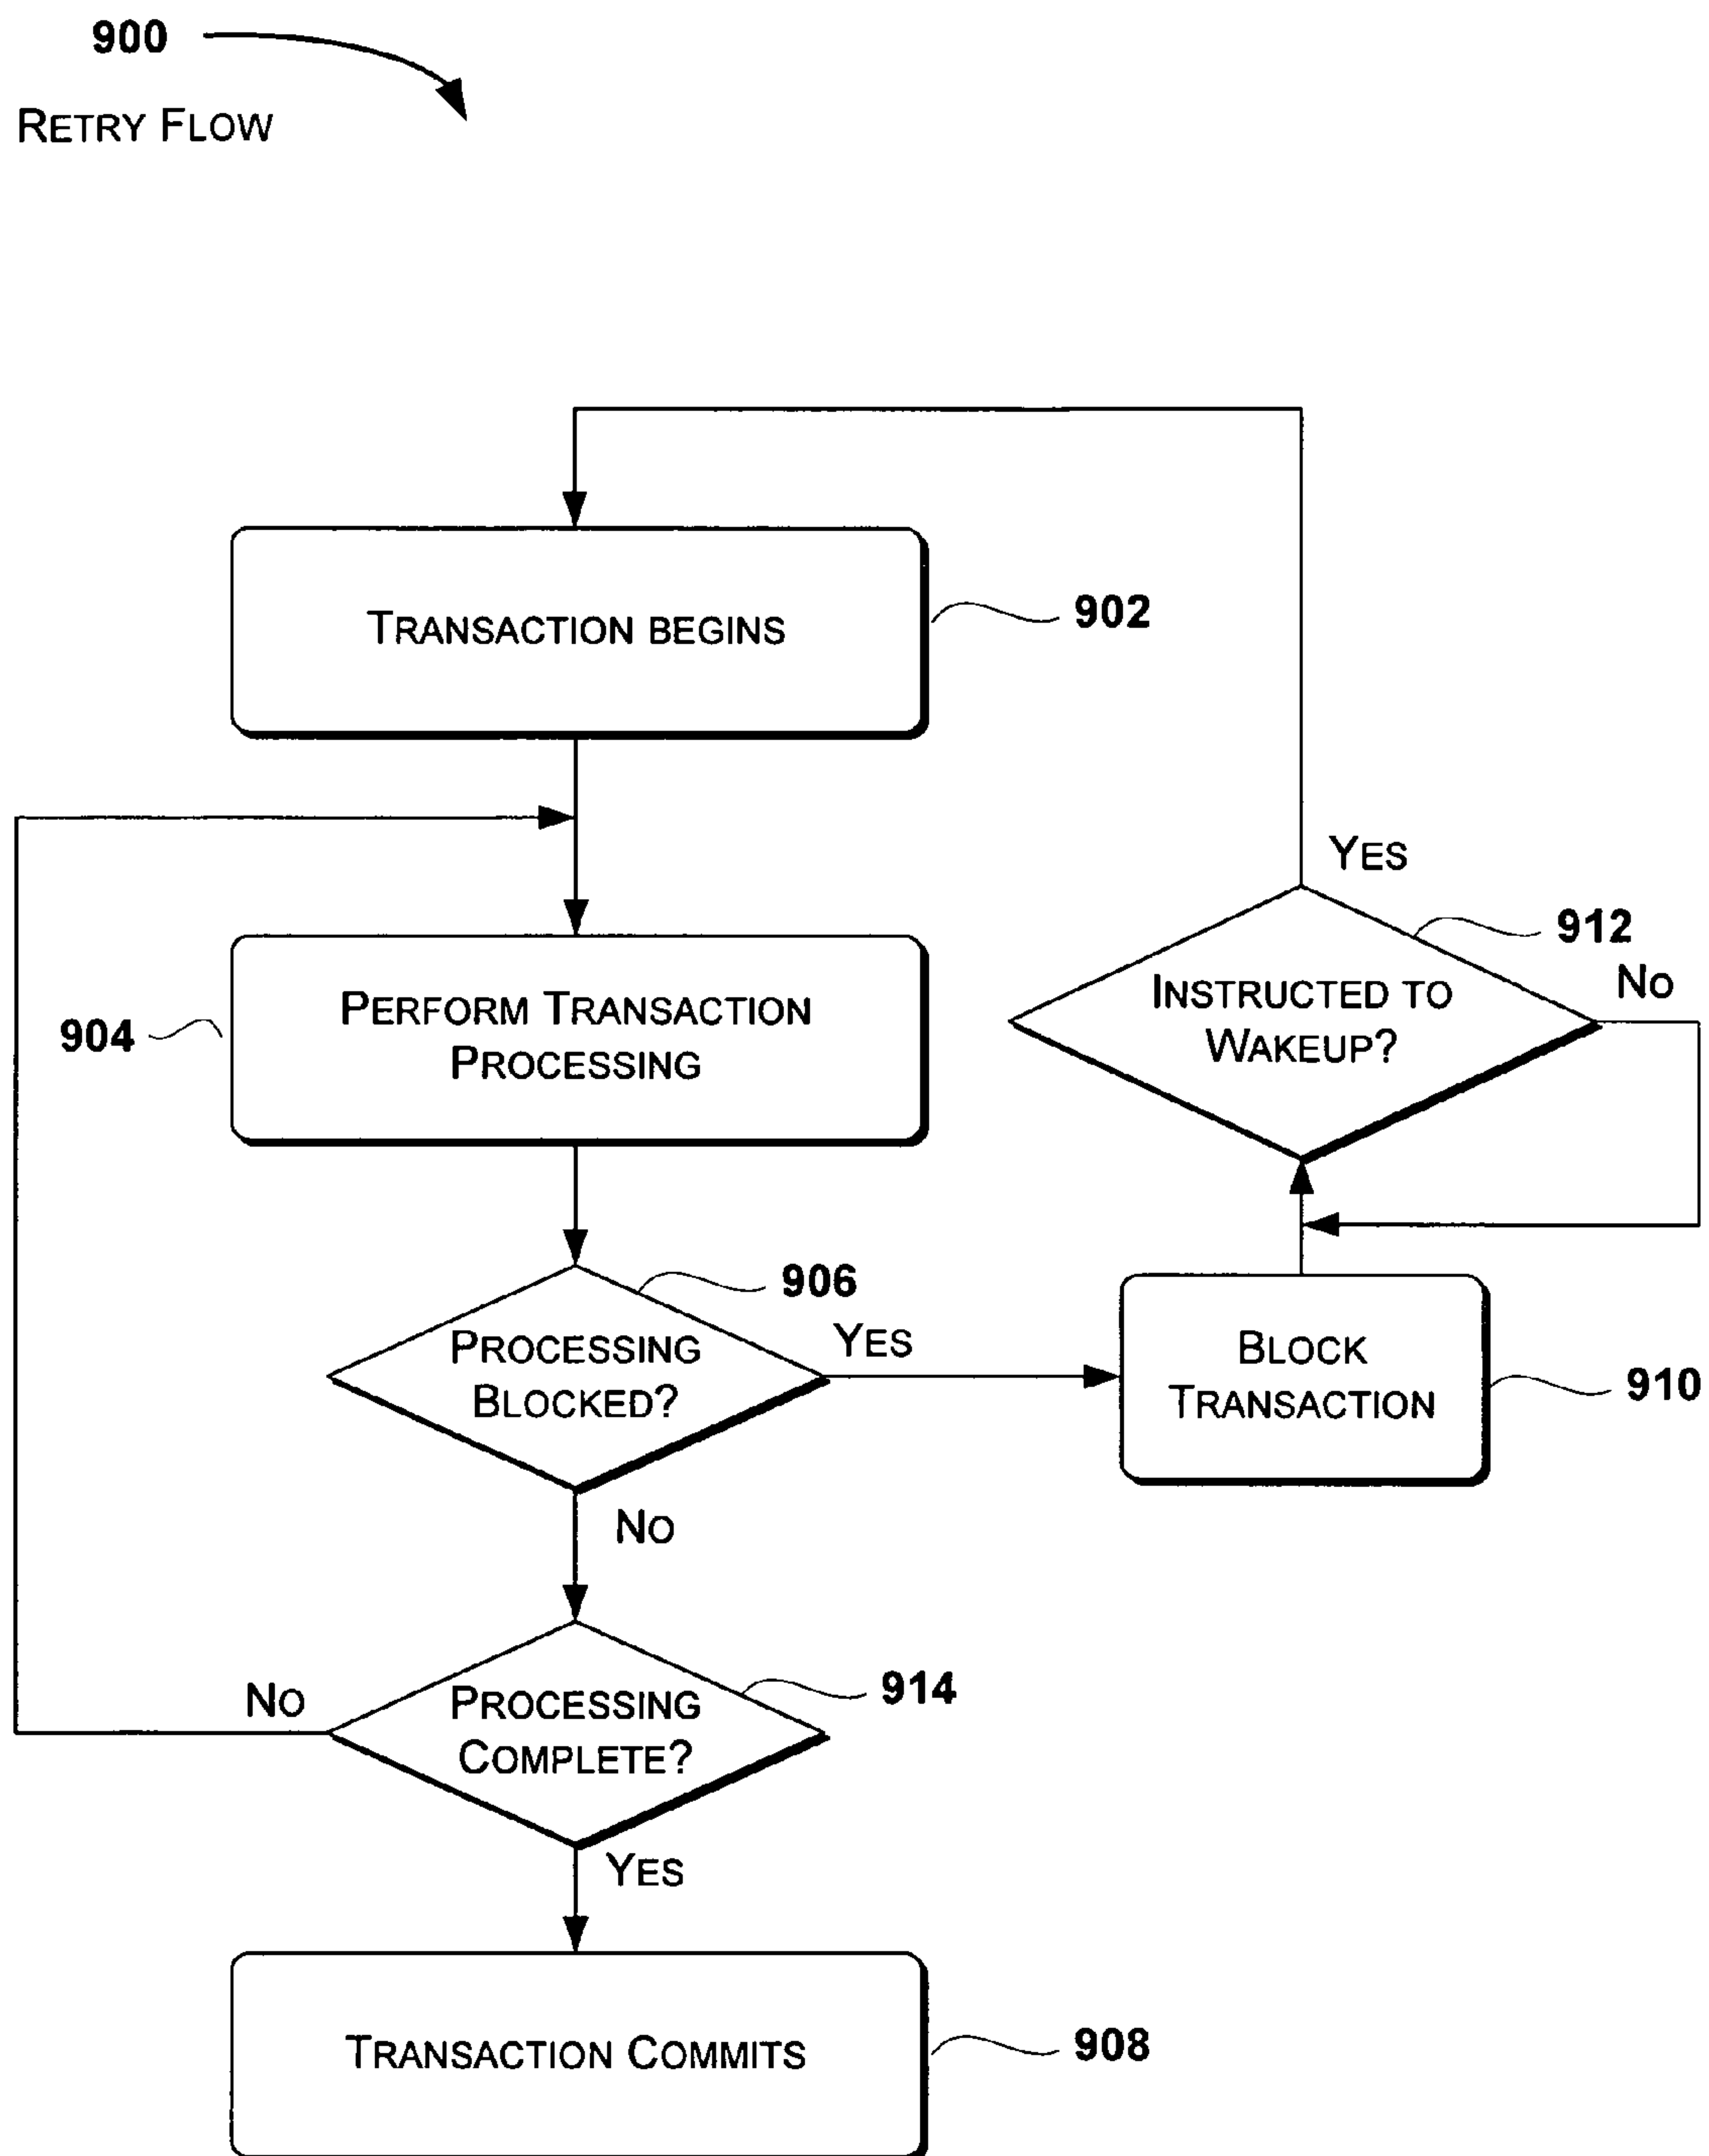 900
RETRY FLOW
TRANSACTION BEGINS
902
YES
912
NO
INSTRUCTED TO
WAKEUP?
PERFORM TRANSACTION
PROCESSING
904
906
PROCESSING
BLOCKED?
YES
BLOCK
TRANSACTION
910
NO
914
NO
PROCESSING
COMPLETE?
YES
TRANSACTION COMMITS
908